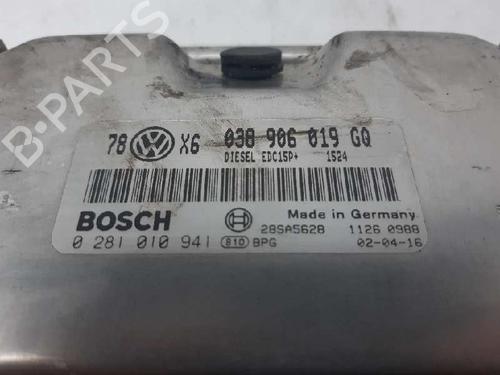 B-PARTS
78 VW X6 038 906 019 GQ
DIESEL EDC15P+ 1524
BOSCH
Made in Germany
28SA5628 1126 0988
0 281 010 941 810 BPG 02-04-16